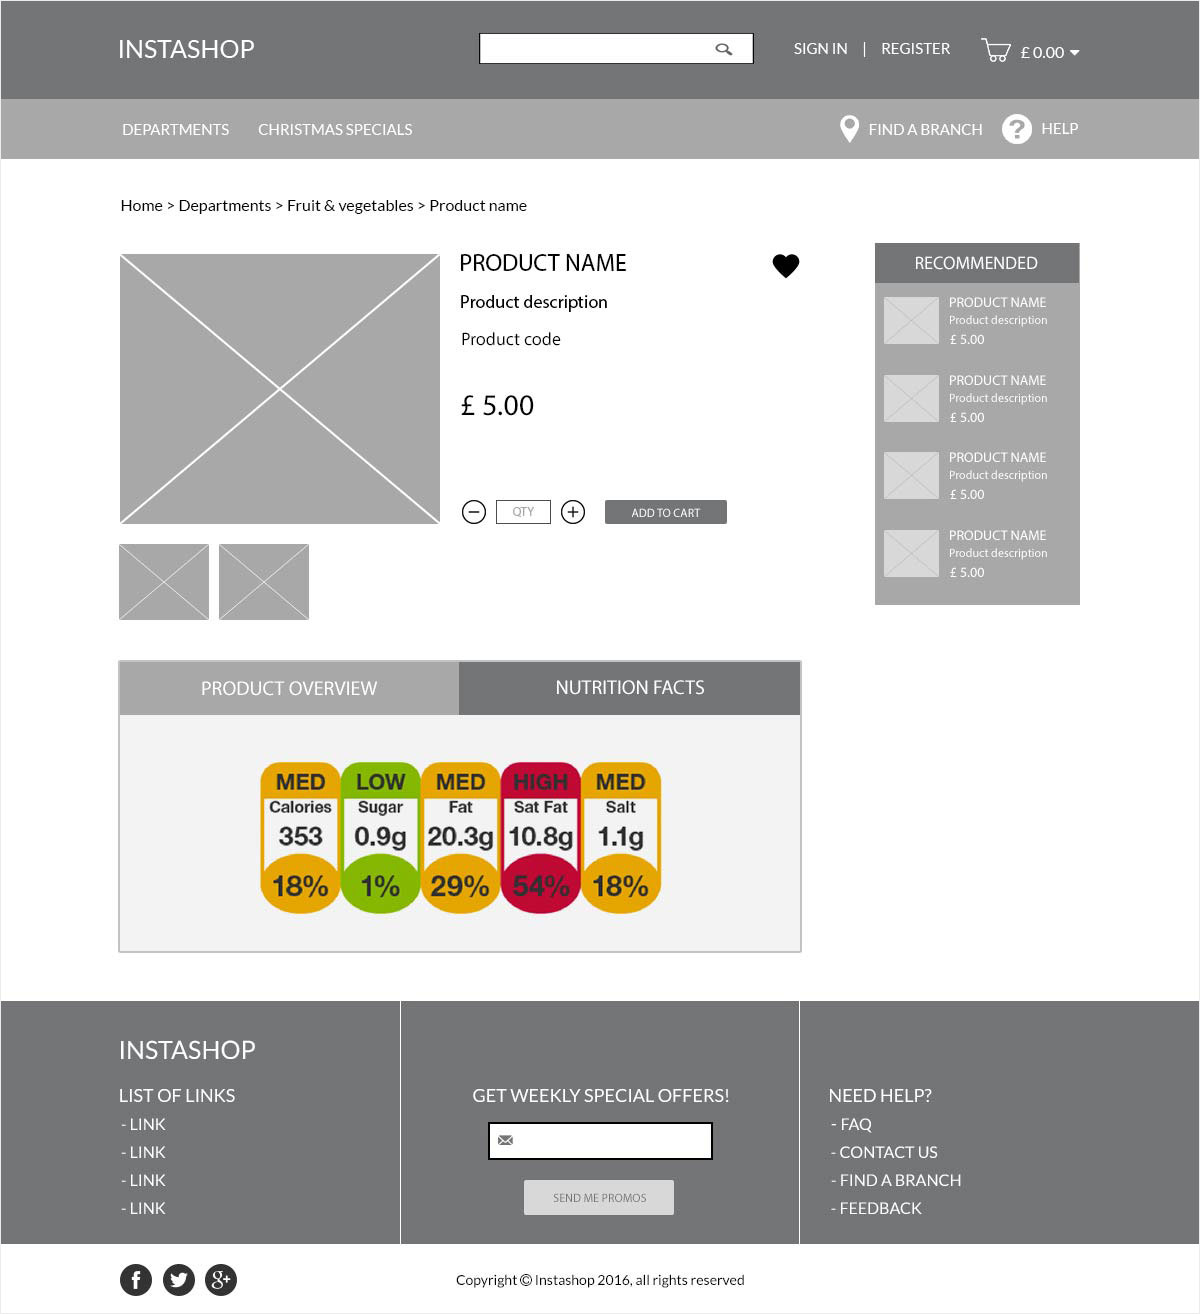 INSTASHOP
SIGN IN | REGISTER
£ 0.00
DEPARTMENTS
CHRISTMAS SPECIALS
FIND A BRANCH
? HELP
Home > Departments > Fruit & vegetables > Product name
PRODUCT NAME
Product description
Product code
£ 5.00
QTY
ADD TO CART
RECOMMENDED
PRODUCT NAME
Product description
£ 5.00
PRODUCT NAME
Product description
£ 5.00
PRODUCT NAME
Product description
£ 5.00
PRODUCT NAME
Product description
£ 5.00
PRODUCT OVERVIEW
NUTRITION FACTS
MED LOW MED HIGH MED
Calories Sugar Fat Sat Fat Salt
353 0.9g 20.3g 10.8g 1.1g
18% 1% 29% 54% 18%
INSTASHOP
LIST OF LINKS
- LINK
- LINK
- LINK
- LINK
GET WEEKLY SPECIAL OFFERS!
SEND ME PROMOS
NEED HELP?
- FAQ
- CONTACT US
- FIND A BRANCH
- FEEDBACK
Copyright © Instashop 2016, all rights reserved